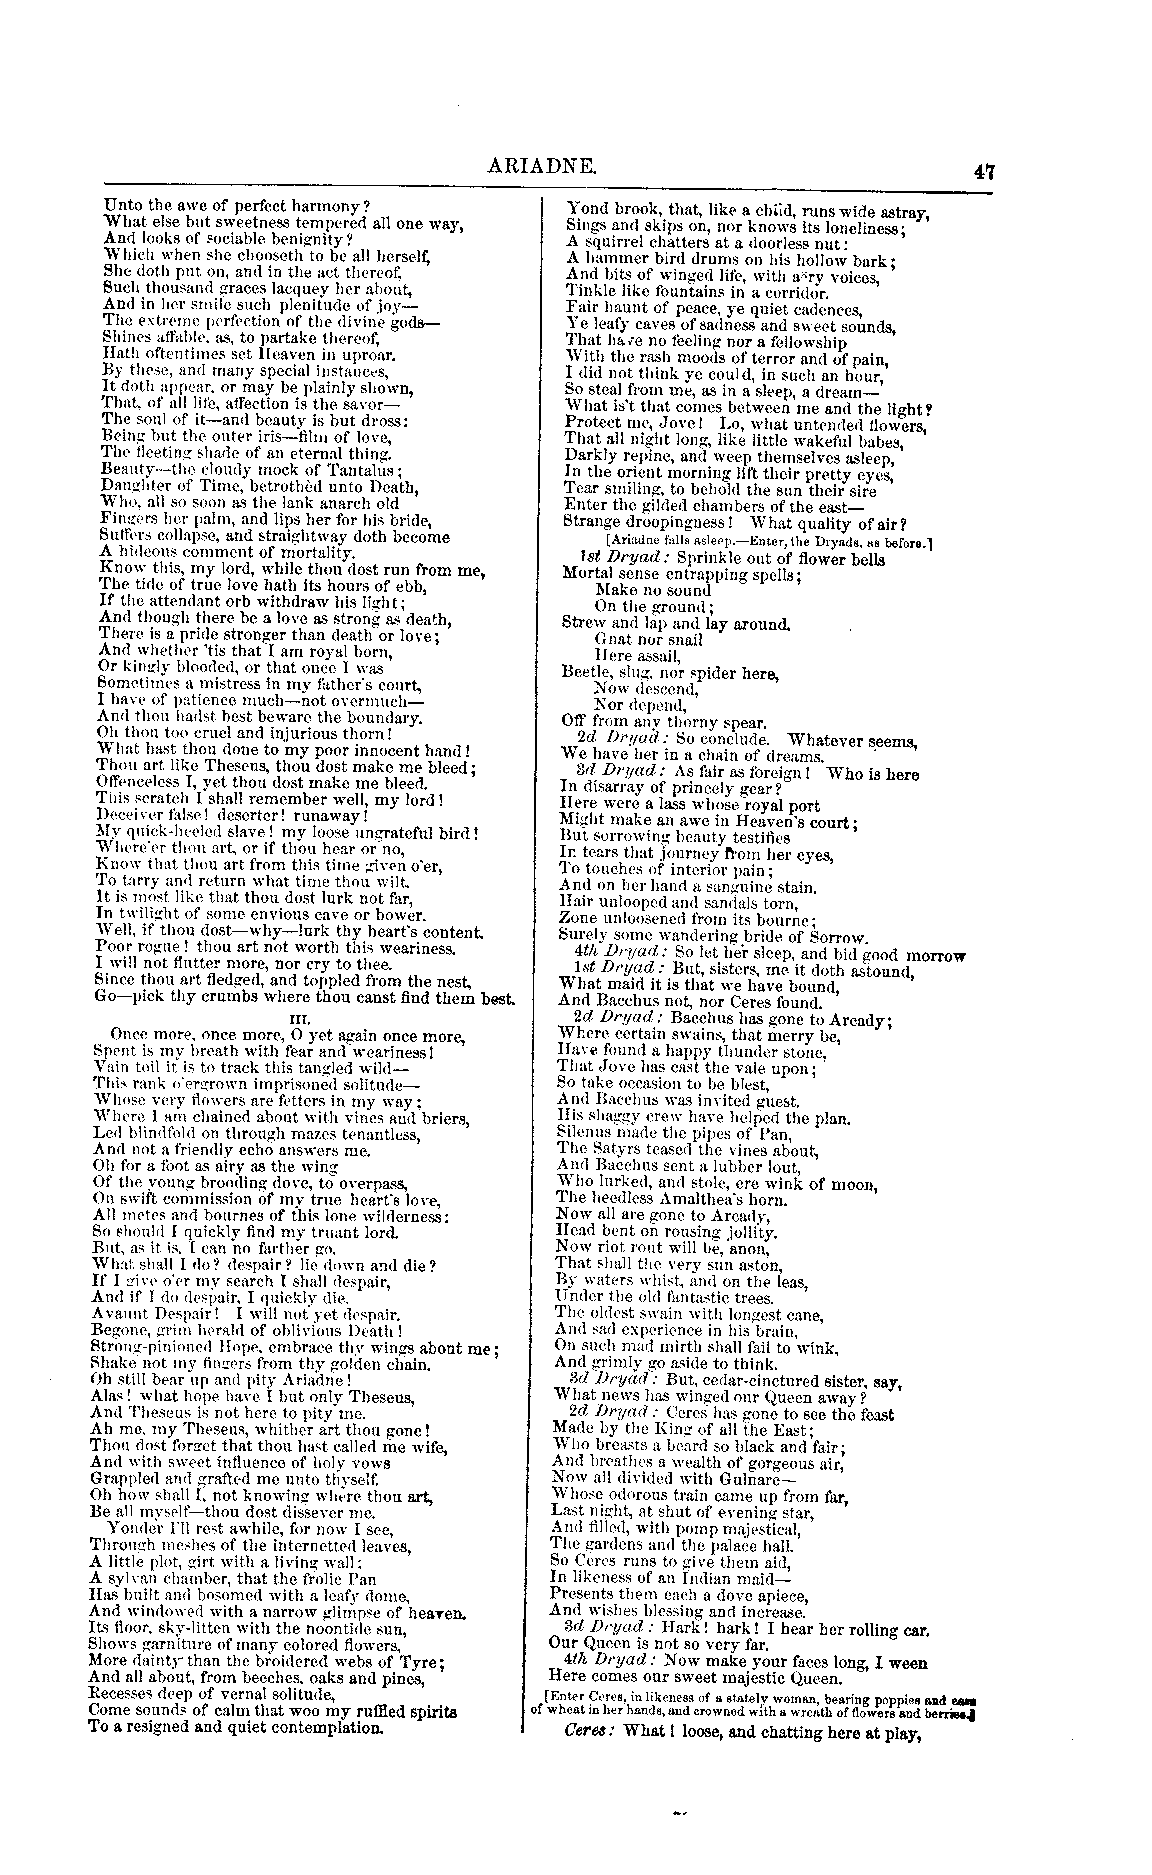 ARIADNE.
47
Unto the awe of perfect harmony?
What else but sweetness tempered all one way,
And looks of sociable benignity?
Which when she chooseth to be all herself,
She doth put on, and in the act thereof,
Such thousand graces lacquey her about,
And in her smile such plenitude of joy—
The extreme perfection of the divine gods—
Shines affable, as, to partake thereof,
Hath oftentimes set Heaven in uproar.
By these, and many special instances,
It doth appear, or may be plainly shown,
That, of all life, affection is the savor—
The soul of it—and beauty is but dross:
Being but the outer iris—film of love,
The fleeting shade of an eternal thing.
Beauty—the cloudy mock of Tantalus;
Daughter of Time, betrothèd unto Death,
Who, all so soon as the lank anarch old
Fingers her palm, and lips her for his bride,
Suffers collapse, and straightway doth become
A hideous comment of mortality.
Know this, my lord, while thou dost run from me,
The tide of true love hath its hours of ebb,
If the attendant orb withdraw his light;
And though there be a love as strong as death,
There is a pride stronger than death or love;
And whether 'tis that I am royal born,
Or kingly blooded, or that once I was
Sometimes a mistress in my father's court,
I have of patience much—not overmuch—
And thou hadst best beware the boundary.
Oh thou too cruel and injurious thorn!
What hast thou done to my poor innocent hand!
Thou art like Theseus, thou dost make me bleed;
Offenceless I, yet thou dost make me bleed.
This scratch I shall remember well, my lord!
Deceiver false! deserter! runaway!
My quick-heeled slave! my loose ungrateful bird!
Where'er thou art, or if thou hear or no,
Know that thou art from this time given o'er,
To tarry and return what time thou wilt.
It is most like that thou dost lurk not far,
In twilight of some envious cave or bower.
Well, if thou dost—why—lurk thy heart's content.
Poor rogue! thou art not worth this weariness.
I will not flutter more, nor cry to thee.
Since thou art fledged, and toppled from the nest,
Go—pick thy crumbs where thou canst find them best.
III.
Once more, once more, O yet again once more,
Spent is my breath with fear and weariness!
Vain toil it is to track this tangled wild—
This rank o'ergrown imprisoned solitude—
Whose very flowers are fetters in my way;
Where I am chained about with vines and briers,
Led blindfold on through mazes tenantless,
And not a friendly echo answers me.
Oh for a foot as airy as the wing
Of the young brooding dove, to overpass,
On swift commission of my true heart's love,
All metes and bournes of this lone wilderness:
So should I quickly find my truant lord.
But, as it is, I can no farther go.
What shall I do? despair? lie down and die?
If I give o'er my search I shall despair,
And if I do despair, I quickly die.
Avaunt Despair! I will not yet despair.
Begone, grim herald of oblivious Death!
Strong-pinioned Hope, embrace thy wings about me;
Shake not my fingers from thy golden chain.
Oh still bear up and pity Ariadne!
Alas! what hope have I but only Theseus,
And Theseus is not here to pity me.
Ah me, my Theseus, whither art thou gone!
Thou dost forget that thou hast called me wife,
And with sweet influence of holy vows
Grappled and grafted me unto thyself.
Oh how shall I, not knowing where thou art,
Be all myself—thou dost dissever me.
Yonder I'll rest awhile, for now I see,
Through meshes of the internetted leaves,
A little plot, girt with a living wall:
A sylvan chamber, that the frolic Pan
Has built and bosomed with a leafy dome,
And windowed with a narrow glimpse of heaven.
Its floor, sky-litten with the noontide sun,
Shows garniture of many colored flowers,
More dainty than the broidered webs of Tyre;
And all about, from beeches, oaks and pines,
Recesses deep of vernal solitude,
Come sounds of calm that woo my ruffled spirits
To a resigned and quiet contemplation.
Yond brook, that, like a child, runs wide astray,
Sings and skips on, nor knows its loneliness;
A squirrel chatters at a doorless nut:
A hammer bird drums on his hollow bark;
And bits of winged life, with airy voices,
Tinkle like fountains in a corridor.
Fair haunt of peace, ye quiet cadences,
Ye leafy caves of sadness and sweet sounds,
That have no feeling nor a fellowship
With the rash moods of terror and of pain,
I did not think ye could, in such an hour,
So steal from me, as in a sleep, a dream—
What is't that comes between me and the light?
Protect me, Jove! Lo, what untended flowers,
That all night long, like little wakeful babes,
Darkly repine, and weep themselves asleep,
In the orient morning lift their pretty eyes,
Tear smiling, to behold the sun their sire
Enter the gilded chambers of the east—
Strange droopingness! What quality of air?
[Ariadne falls asleep.—Enter, the Dryads, as before.]
1st Dryad: Sprinkle out of flower bells
Mortal sense entrapping spells;
Make no sound
On the ground;
Strew and lap and lay around.
Gnat nor snail
Here assail,
Beetle, slug, nor spider here,
Now descend,
Nor depend,
Off from any thorny spear.
2d Dryad: So conclude. Whatever seems,
We have her in a chain of dreams.
3d Dryad: As fair as foreign! Who is here
In disarray of princely gear?
Here were a lass whose royal port
Might make an awe in Heaven's court;
But sorrowing beauty testifies
In tears that journey from her eyes,
To touches of interior pain;
And on her hand a sanguine stain.
Hair unlooped and sandals torn,
Zone unloosened from its bourne;
Surely some wandering bride of Sorrow.
4th Dryad: So let her sleep, and bid good morrow
1st Dryad: But, sisters, me it doth astound,
What maid it is that we have bound,
And Bacchus not, nor Ceres found.
2d Dryad: Bacchus has gone to Arcady;
Where certain swains, that merry be,
Have found a happy thunder stone,
That Jove has cast the vale upon;
So take occasion to be blest,
And Bacchus was invited guest.
His shaggy crew have helped the plan.
Silenus made the pipes of Pan,
The Satyrs teased the vines about,
And Bacchus sent a lubber lout,
Who lurked, and stole, ere wink of moon,
The heedless Amalthea's horn.
Now all are gone to Arcady,
Head bent on rousing jollity.
Now riot rout will be, anon,
That shall the very sun aston,
By waters whist, and on the leas,
Under the old fantastic trees.
The oldest swain with longest cane,
And sad experience in his brain,
On such mad mirth shall fail to wink,
And grimly go aside to think.
3d Dryad: But, cedar-cinctured sister, say,
What news has winged our Queen away?
2d Dryad: Ceres has gone to see the feast
Made by the King of all the East;
Who breasts a beard so black and fair;
And breathes a wealth of gorgeous air,
Now all divided with Gulnare—
Whose odorous train came up from far,
Last night, at shut of evening star,
And filled, with pomp majestical,
The gardens and the palace hall.
So Ceres runs to give them aid,
In likeness of an Indian maid—
Presents them each a dove apiece,
And wishes blessing and increase.
3d Dryad: Hark! hark! I hear her rolling car.
Our Queen is not so very far.
4th Dryad: Now make your faces long, I ween
Here comes our sweet majestic Queen.
[Enter Ceres, in likeness of a stately woman, bearing poppies and ears
of wheat in her hands, and crowned with a wreath of flowers and berries.]
Ceres: What! loose, and chatting here at play,